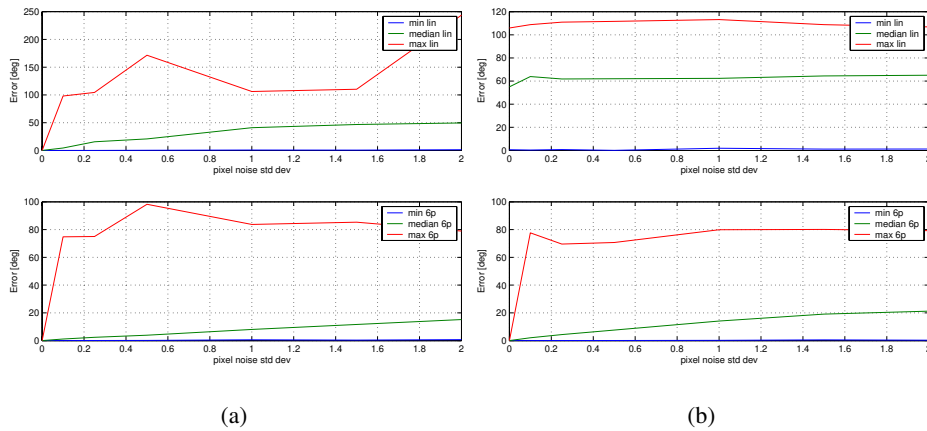 250
200
150
100
50
0
Error [deg]
0 0.2 0.4 0.6 0.8 1 1.2 1.4 1.6 1.8 2
pixel noise std dev
min lin
median lin
max lin
120
100
80
60
40
20
0
Error [deg]
0 0.2 0.4 0.6 0.8 1 1.2 1.4 1.6 1.8 2
pixel noise std dev
min lin
median lin
max lin
100
80
60
40
20
0
Error [deg]
0 0.2 0.4 0.6 0.8 1 1.2 1.4 1.6 1.8 2
pixel noise std dev
min 6p
median 6p
max 6p
100
80
60
40
20
0
Error [deg]
0 0.2 0.4 0.6 0.8 1 1.2 1.4 1.6 1.8 2
pixel noise std dev
min 6p
median 6p
max 6p
(a)
(b)